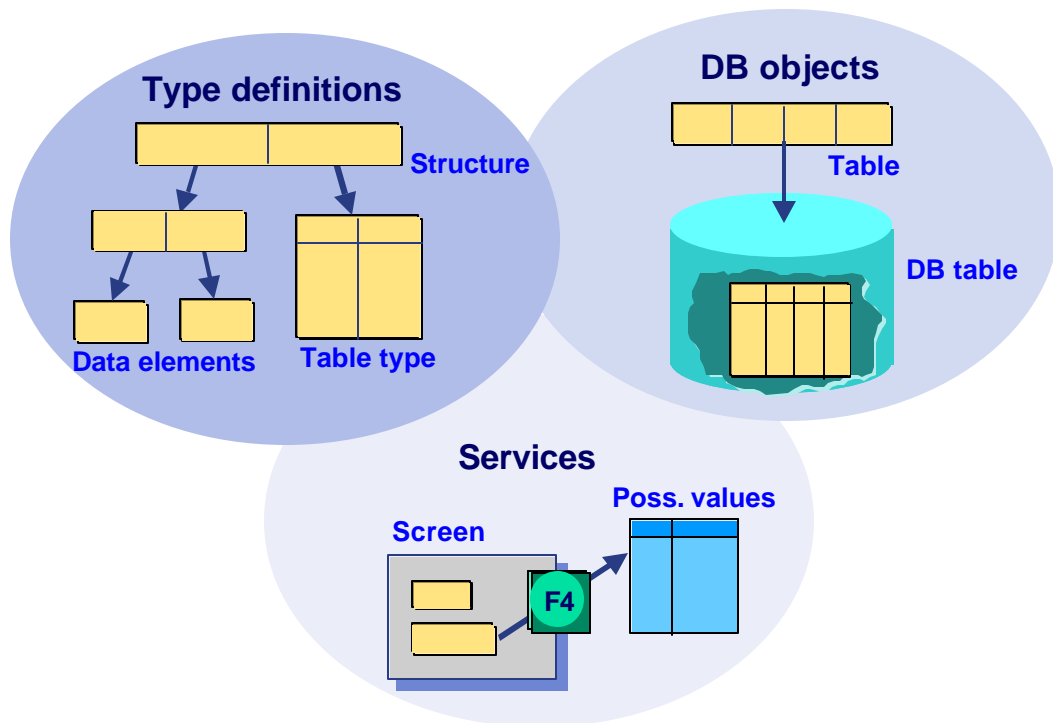 Type definitions
Structure
Data elements
Table type
DB objects
Table
DB table
Services
Poss. values
Screen
F4